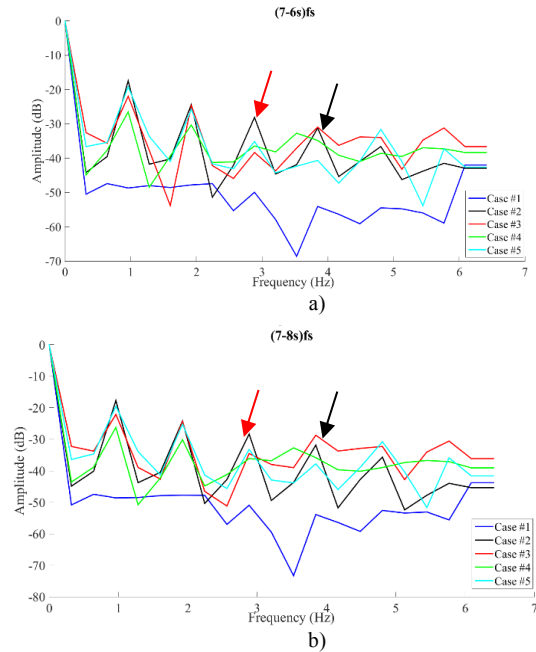 (7-6s)fs
0
-10
-20
-30
-40
-50
-60
-70
Amplitude (dB)
Case #1
Case #2
Case #3
Case #4
Case #5
0 1 2 3 4 5 6 7
Frequency (Hz)
a)
(7-8s)fs
0
-10
-20
-30
-40
-50
-60
-70
-80
Amplitude (dB)
Case #1
Case #2
Case #3
Case #4
Case #5
0 1 2 3 4 5 6 7
Frequency (Hz)
b)